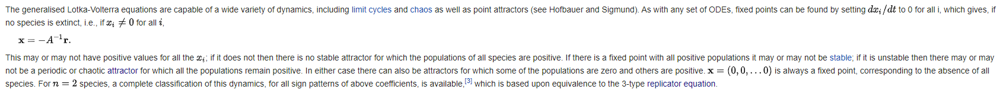 The generalised Lotka-Volterra equations are capable of a wide variety of dynamics, including limit cycles and chaos as well as point attractors (see Hofbauer and Sigmund). As with any set of ODEs, fixed points can be found by setting dxᵢ/dt to 0 for all i, which gives, if
no species is extinct, i.e., if xᵢ ≠ 0 for all i,
x = −A⁻¹r.
This may or may not have positive values for all the xᵢ; if it does not then there is no stable attractor for which the populations of all species are positive. If there is a fixed point with all positive populations it may or may not be stable; if it is unstable then there may or may
not be a periodic or chaotic attractor for which all the populations remain positive. In either case there can also be attractors for which some of the populations are zero and others are positive. x = (0, 0, . . . 0) is always a fixed point, corresponding to the absence of all
species. For n = 2 species, a complete classification of this dynamics, for all sign patterns of above coefficients, is available,[3] which is based upon equivalence to the 3-type replicator equation.